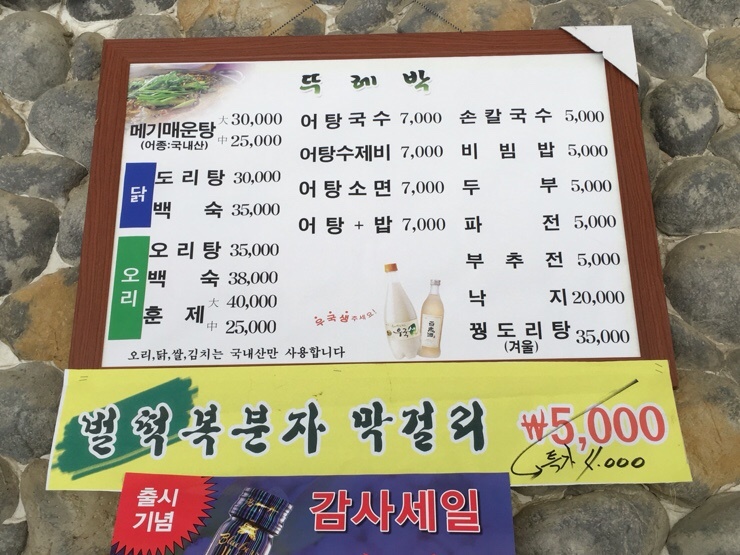 뚜 레 박
메기매운탕 大 30,000
(어종:국내산) 中 25,000
닭
도 리 탕 30,000
백 숙 35,000
오리
오 리 탕 35,000
백 숙 38,000
훈 제 大 40,000
中 25,000
어 탕 국 수 7,000
어탕수제비 7,000
어 탕 소 면 7,000
어 탕 + 밥 7,000
손 칼 국 수 5,000
비 빔 밥 5,000
두 부 5,000
파 전 5,000
부 추 전 5,000
낙 지 20,000
꿩 도 리 탕 35,000
(겨울)
주세요!
오리,닭,쌀,김치는 국내산만 사용합니다
벌떡복분자 막걸리 ₩5,000
특가 4.000
출시
기념
감사세일